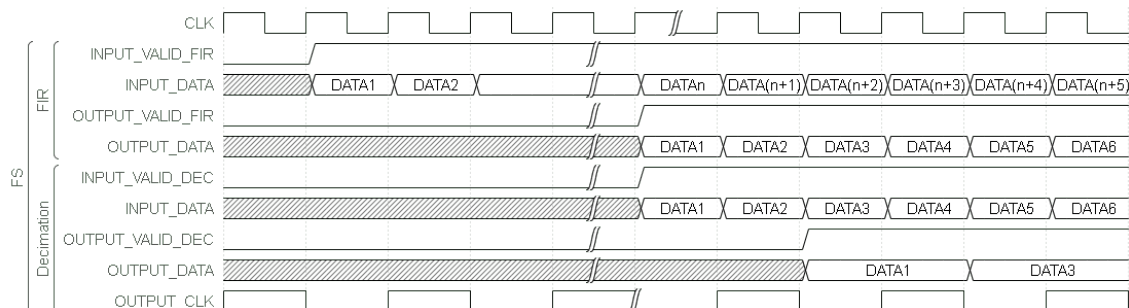 CLK
INPUT_VALID_FIR
INPUT_DATA DATA1 DATA2 DATAn DATA(n+1) DATA(n+2) DATA(n+3) DATA(n+4) DATA(n+5)
OUTPUT_VALID_FIR
OUTPUT_DATA DATA1 DATA2 DATA3 DATA4 DATA5 DATA6
INPUT_VALID_DEC
INPUT_DATA DATA1 DATA2 DATA3 DATA4 DATA5 DATA6
OUTPUT_VALID_DEC
OUTPUT_DATA DATA1 DATA3
OUTPUT_CLK
FS
FIR
Decimation